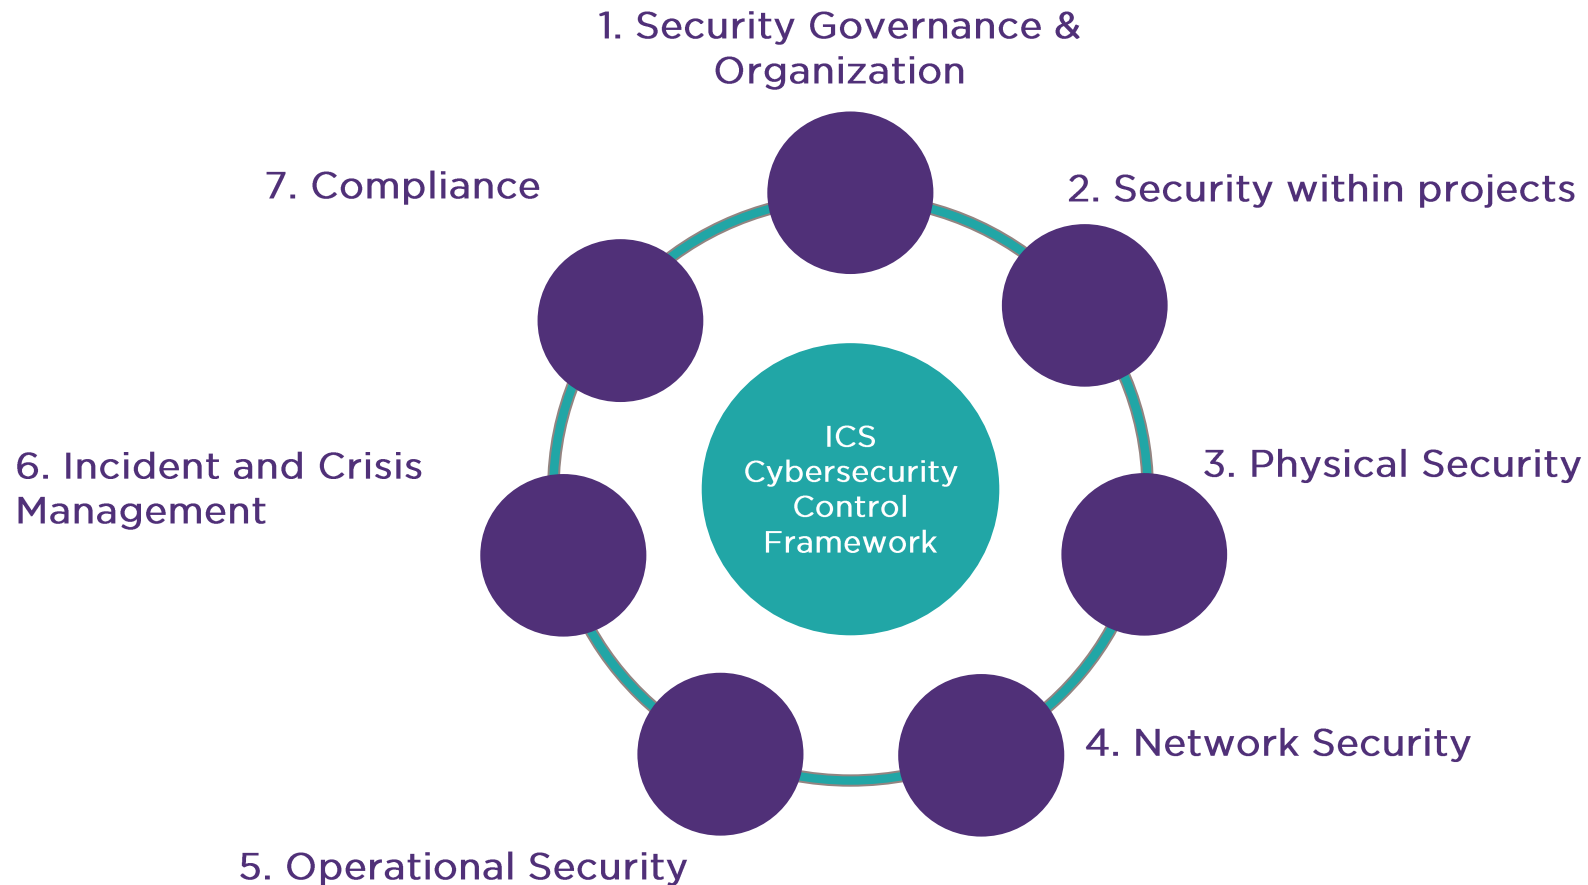 1. Security Governance &
Organization
2. Security within projects
3. Physical Security
4. Network Security
5. Operational Security
6. Incident and Crisis
Management
7. Compliance
ICS
Cybersecurity
Control
Framework